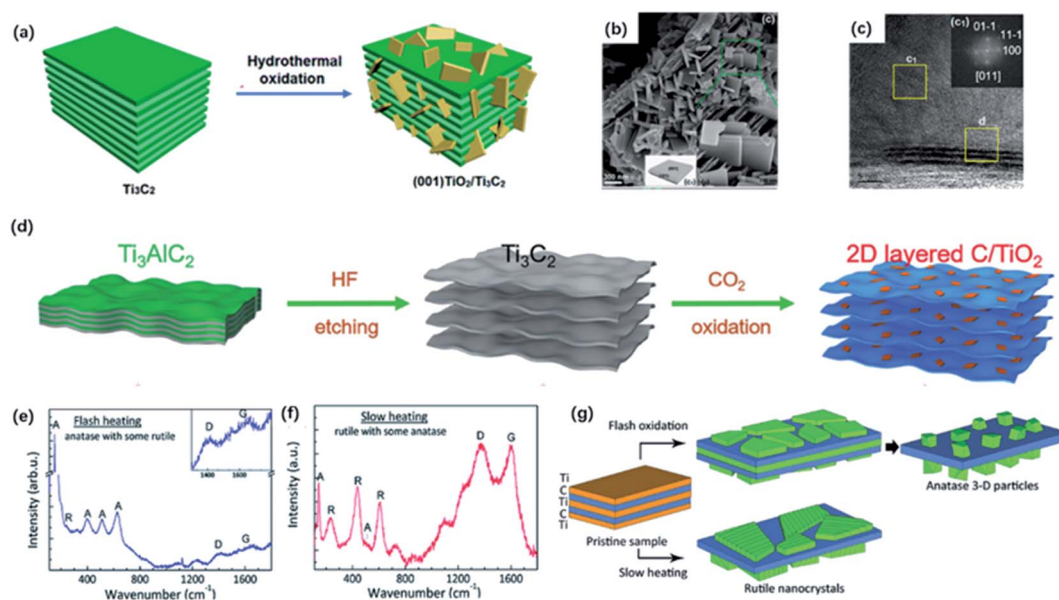 (a)
Hydrothermal
oxidation
Ti₃C₂
(001)TiO₂/Ti₃C₂
(b)
(c)
(c)
(c₁)
01-1
11-1
100
[011]
c₁
d
(d)
Ti₃AlC₂
HF
etching
Ti₃C₂
CO₂
oxidation
2D layered C/TiO₂
(e)
Flash heating
anatase with some rutile
A
R
A
A
A
D
G
D
G
1400
1600
Intensity (arb.u.)
400
800
1200
1600
Wavenumber (cm⁻¹)
(f)
Slow heating
rutile with some anatase
A
R
R
A
R
D
G
Intensity (a.u.)
400
800
1200
1600
Wavenumber (cm⁻¹)
(g)
Flash oxidation
Ti
C
Ti
C
Ti
Pristine sample
Slow heating
Anatase 3-D particles
Rutile nanocrystals